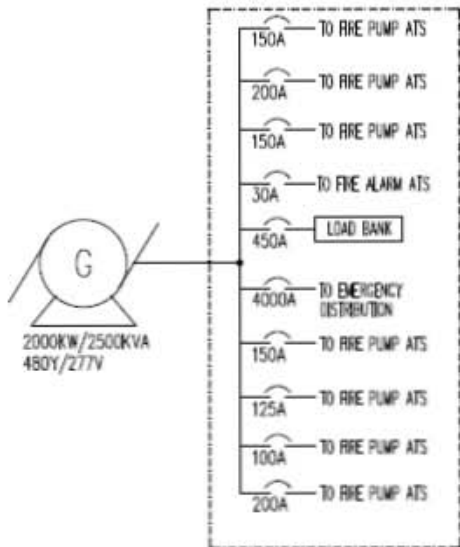 150A TO FIRE PUMP ATS
200A TO FIRE PUMP ATS
150A TO FIRE PUMP ATS
30A TO FIRE ALARM ATS
450A LOAD BANK
4000A TO EMERGENCY
DISTRIBUTION
G
2000KW/2500KVA
480Y/277V
150A TO FIRE PUMP ATS
125A TO FIRE PUMP ATS
100A TO FIRE PUMP ATS
200A TO FIRE PUMP ATS